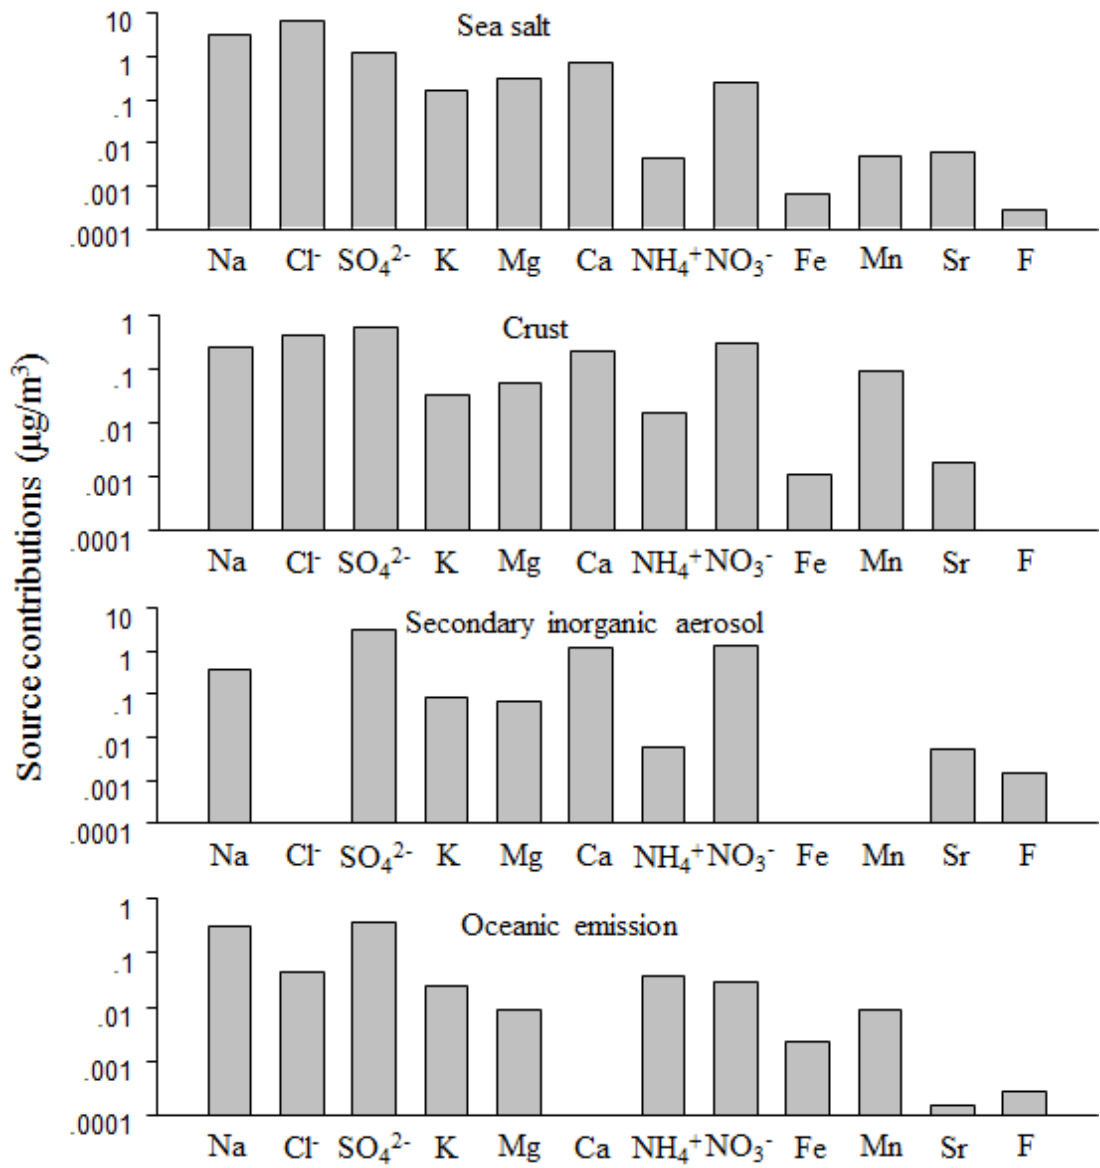 Source contributions (µg/m³)
Sea salt
10
1
.1
.01
.001
.0001
Na Cl⁻ SO₄²⁻ K Mg Ca NH₄⁺ NO₃⁻ Fe Mn Sr F
Crust
1
.1
.01
.001
.0001
Na Cl⁻ SO₄²⁻ K Mg Ca NH₄⁺ NO₃⁻ Fe Mn Sr F
Secondary inorganic aerosol
10
1
.1
.01
.001
.0001
Na Cl⁻ SO₄²⁻ K Mg Ca NH₄⁺ NO₃⁻ Fe Mn Sr F
Oceanic emission
1
.1
.01
.001
.0001
Na Cl⁻ SO₄²⁻ K Mg Ca NH₄⁺ NO₃⁻ Fe Mn Sr F